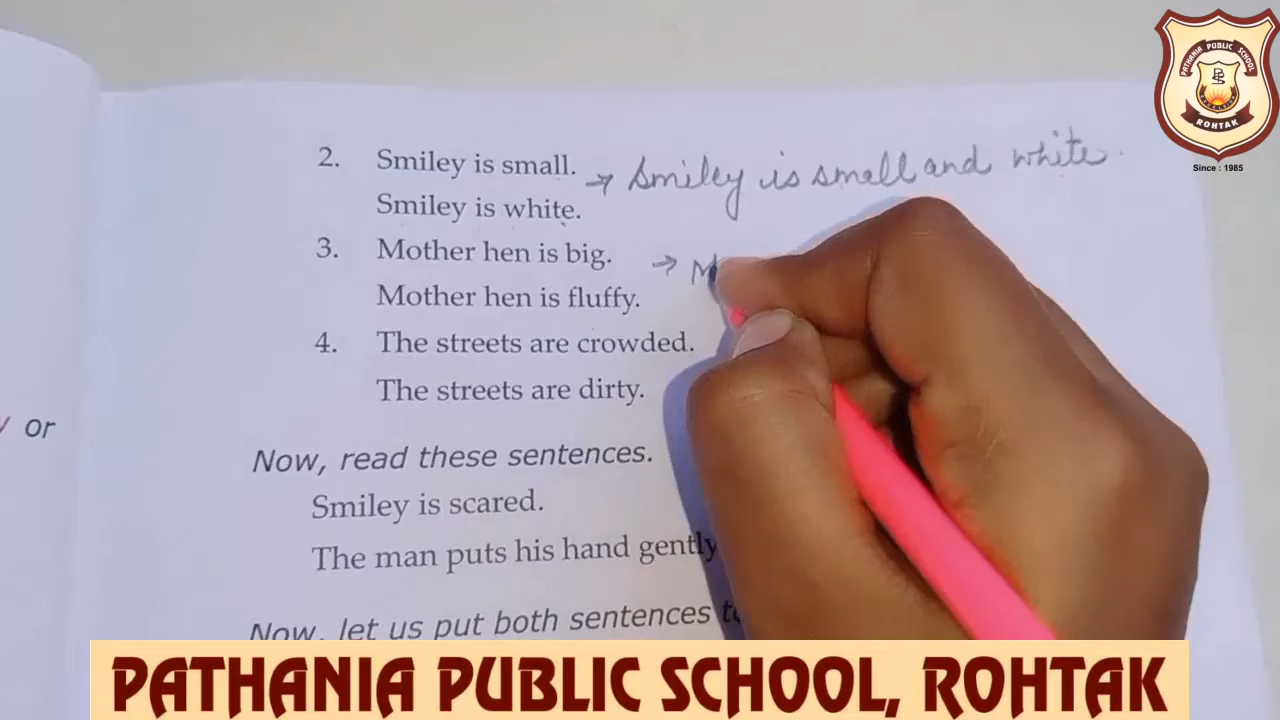 PATHANIA PUBLIC SCHOOL
PS
ROHTAK
Since : 1985
2. Smiley is small. → Smiley is small and white.
Smiley is white.
3. Mother hen is big. → M
Mother hen is fluffy.
4. The streets are crowded.
The streets are dirty.
or
Now, read these sentences.
Smiley is scared.
The man puts his hand gently
Now, let us put both sentences
PATHANIA PUBLIC SCHOOL, ROHTAK